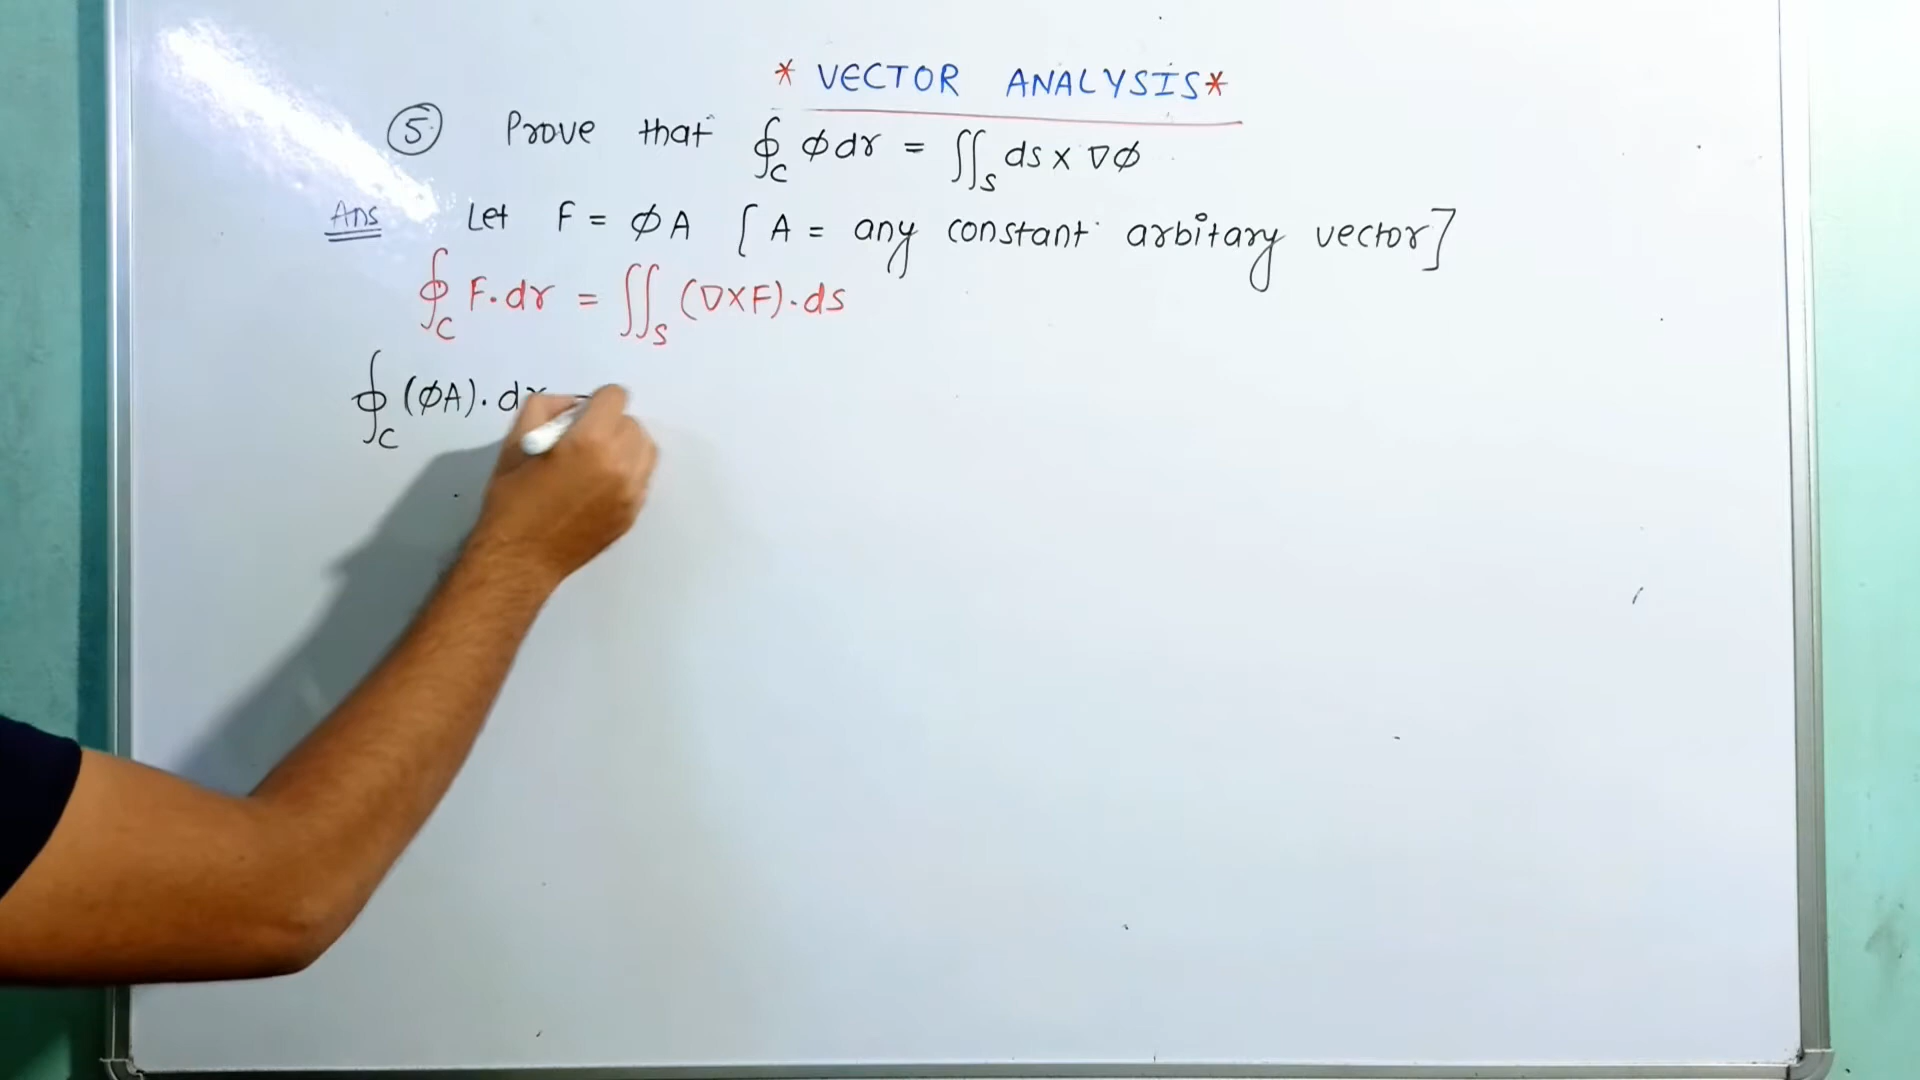 * VECTOR ANALYSIS *
⑤ Prove that ∮_C ϕdr = ∬_S ds × ∇ϕ
Ans Let F = ϕA [A = any constant arbitary vector]
∮_C F.dr = ∬_S (∇×F).ds
∮_C (ϕA).dr =